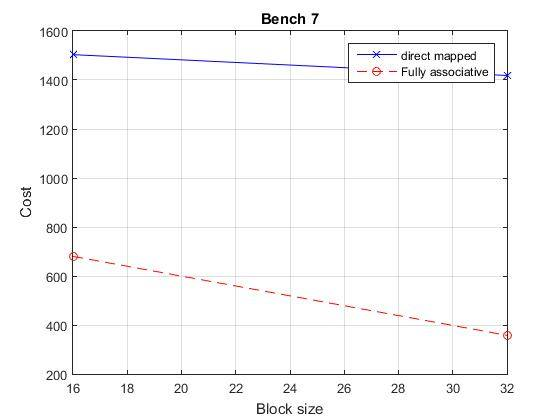 Bench 7
1600
1400
1200
1000
800
600
400
200
Cost
direct mapped
Fully associative
16 18 20 22 24 26 28 30 32
Block size